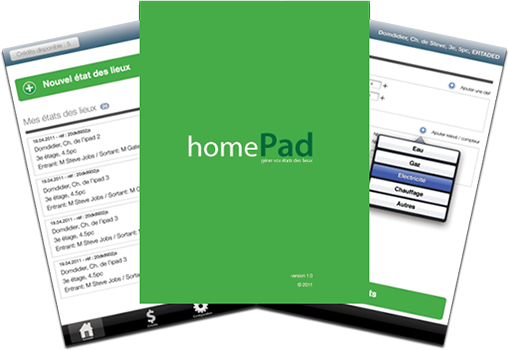 Crédits disponible : 5
Nouvel état des lieux
Mes états des lieux
19.04.2011 - réf : 20dk9902ja
Domdidier, Ch. de l'ipad 2
3e étage, 4.5pc
Entrant: M Steve Jobs / Sortant: M Gates
19.04.2011 - réf : 20dk9902ja
Domdidier, Ch. de l'ipad 3
3e étage, 4.5pc
Entrant: M Steve Jobs / Sortant: M
19.04.2011 - réf : 20dk9902ja
Domdidier, Ch. de l'ipad 3
3e étage, 4.5pc
Entrant: M Steve Jobs / Sortant: M
19.04.2011 - réf : 20dk9902ja
Domdidier, Ch. de l'ipad 3
3e étage, 4.5pc
Entrant: M Steve Jobs / Sortant: M
homePad
gérer vos états des lieux
version 1.0
© 2011
Domdidier, Ch. de Steve, 3e, 5pc, ERTADED
Ajouter une clef
Ajouter relevé / compteur
Eau
Gaz
Electricité
Chauffage
Autres
ts